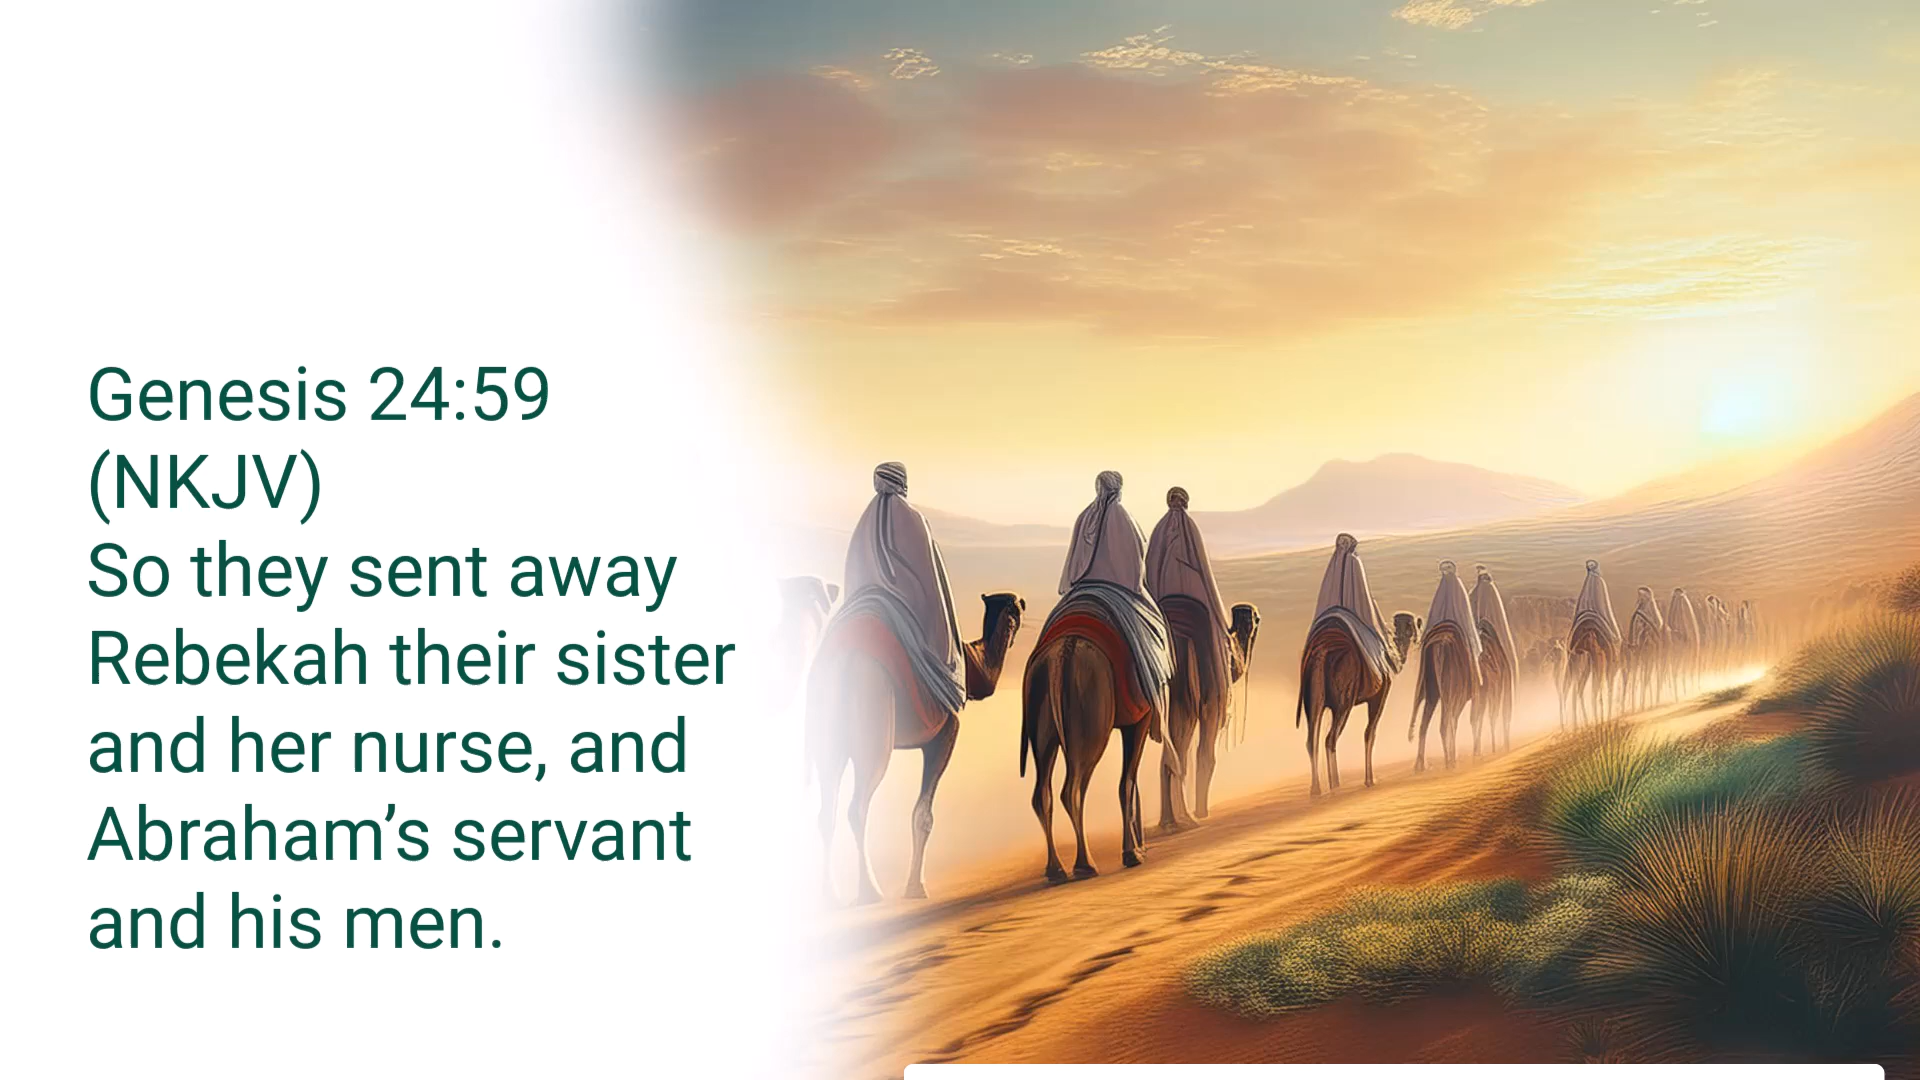 Genesis 24:59
(NKJV)
So they sent away
Rebekah their sister
and her nurse, and
Abraham’s servant
and his men.